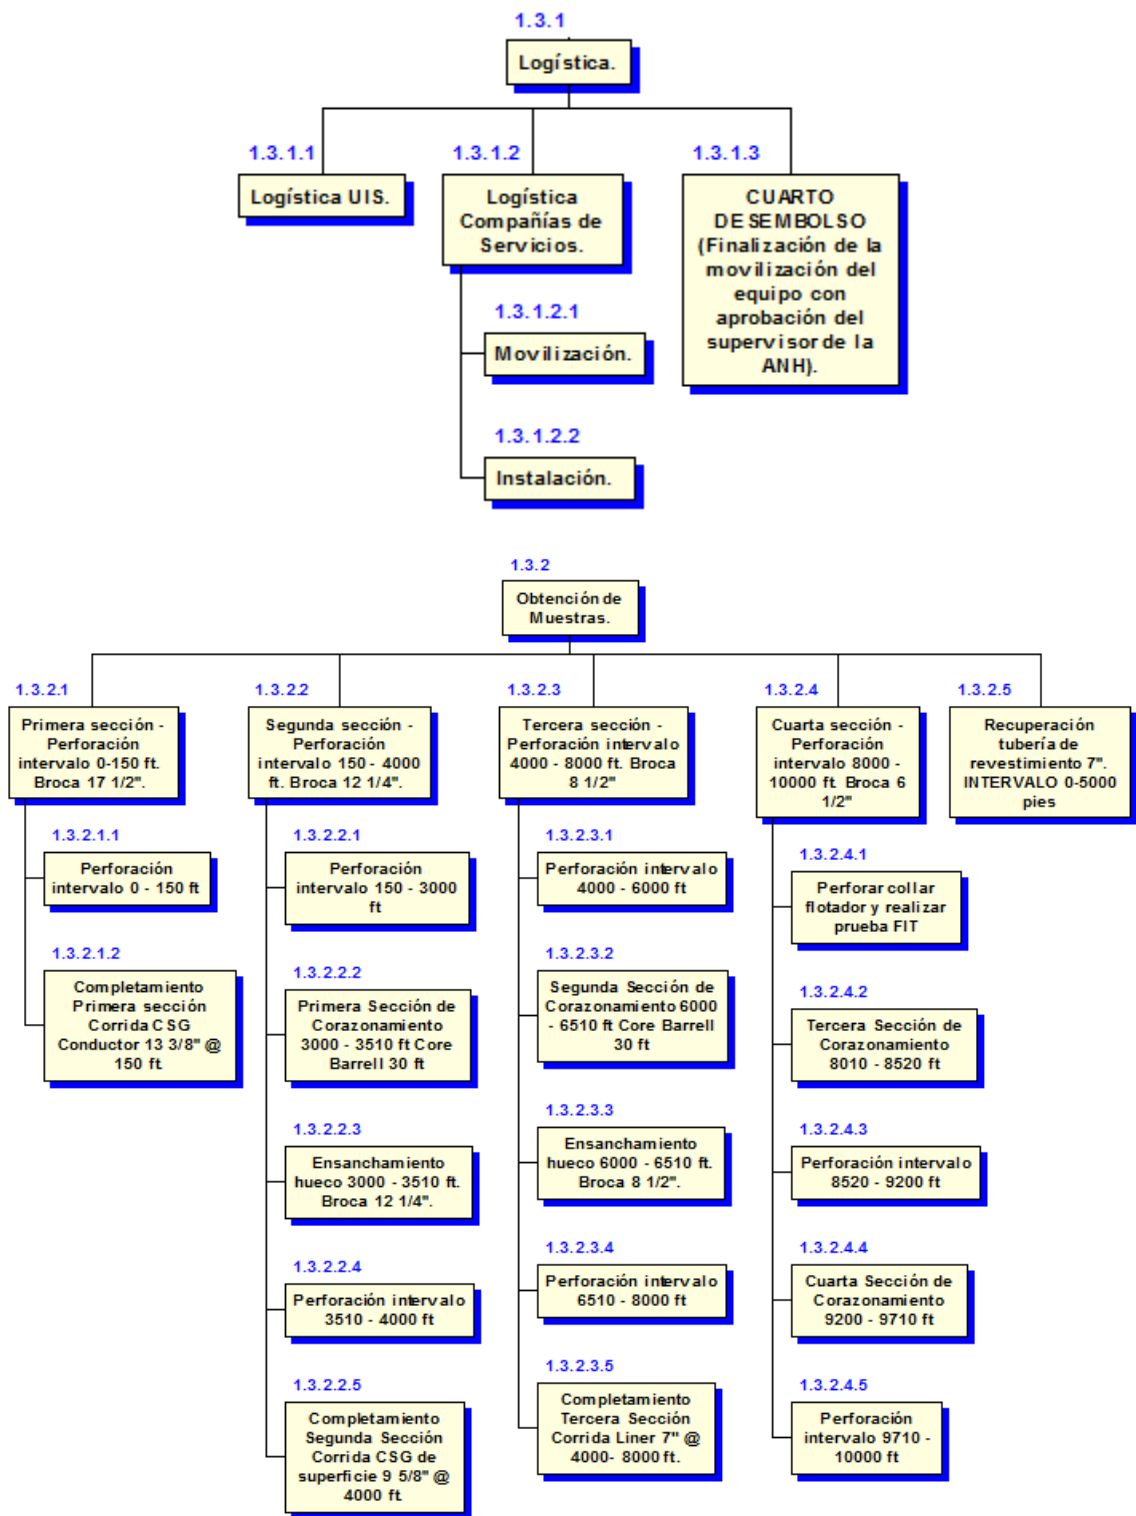 1.3.1
Logística.
1.3.1.1
Logística UIS.
1.3.1.2
Logística
Compañías de
Servicios.
1.3.1.2.1
Movilización.
1.3.1.2.2
Instalación.
1.3.1.3
CUARTO
DESEMBOLSO
(Finalización de la
movilización del
equipo con
aprobación del
supervisor de la
ANH).
1.3.2
Obtención de
Muestras.
1.3.2.1
Primera sección -
Perforación
intervalo 0-150 ft.
Broca 17 1/2".
1.3.2.1.1
Perforación
intervalo 0 - 150 ft
1.3.2.1.2
Completamiento
Primera sección
Corrida CSG
Conductor 13 3/8" @
150 ft.
1.3.2.2
Segunda sección -
Perforación
intervalo 150 - 4000
ft. Broca 12 1/4".
1.3.2.2.1
Perforación
intervalo 150 - 3000
ft
1.3.2.2.2
Primera Sección de
Corazonamiento
3000 - 3510 ft Core
Barrell 30 ft
1.3.2.2.3
Ensanchamiento
hueco 3000 - 3510 ft.
Broca 12 1/4".
1.3.2.2.4
Perforación intervalo
3510 - 4000 ft
1.3.2.2.5
Completamiento
Segunda Sección
Corrida CSG de
superficie 9 5/8" @
4000 ft.
1.3.2.3
Tercera sección -
Perforación intervalo
4000 - 8000 ft. Broca
8 1/2"
1.3.2.3.1
Perforación intervalo
4000 - 6000 ft
1.3.2.3.2
Segunda Sección de
Corazonamiento 6000
- 6510 ft Core Barrell
30 ft
1.3.2.3.3
Ensanchamiento
hueco 6000 - 6510 ft.
Broca 8 1/2".
1.3.2.3.4
Perforación intervalo
6510 - 8000 ft
1.3.2.3.5
Completamiento
Tercera Sección
Corrida Liner 7" @
4000- 8000 ft.
1.3.2.4
Cuarta sección -
Perforación
intervalo 8000 -
10000 ft. Broca 6
1/2"
1.3.2.4.1
Perforar collar
flotador y realizar
prueba FIT
1.3.2.4.2
Tercera Sección de
Corazonamiento
8010 - 8520 ft
1.3.2.4.3
Perforación intervalo
8520 - 9200 ft
1.3.2.4.4
Cuarta Sección de
Corazonamiento
9200 - 9710 ft
1.3.2.4.5
Perforación
intervalo 9710 -
10000 ft
1.3.2.5
Recuperación
tubería de
revestimiento 7".
INTERVALO 0-5000
pies